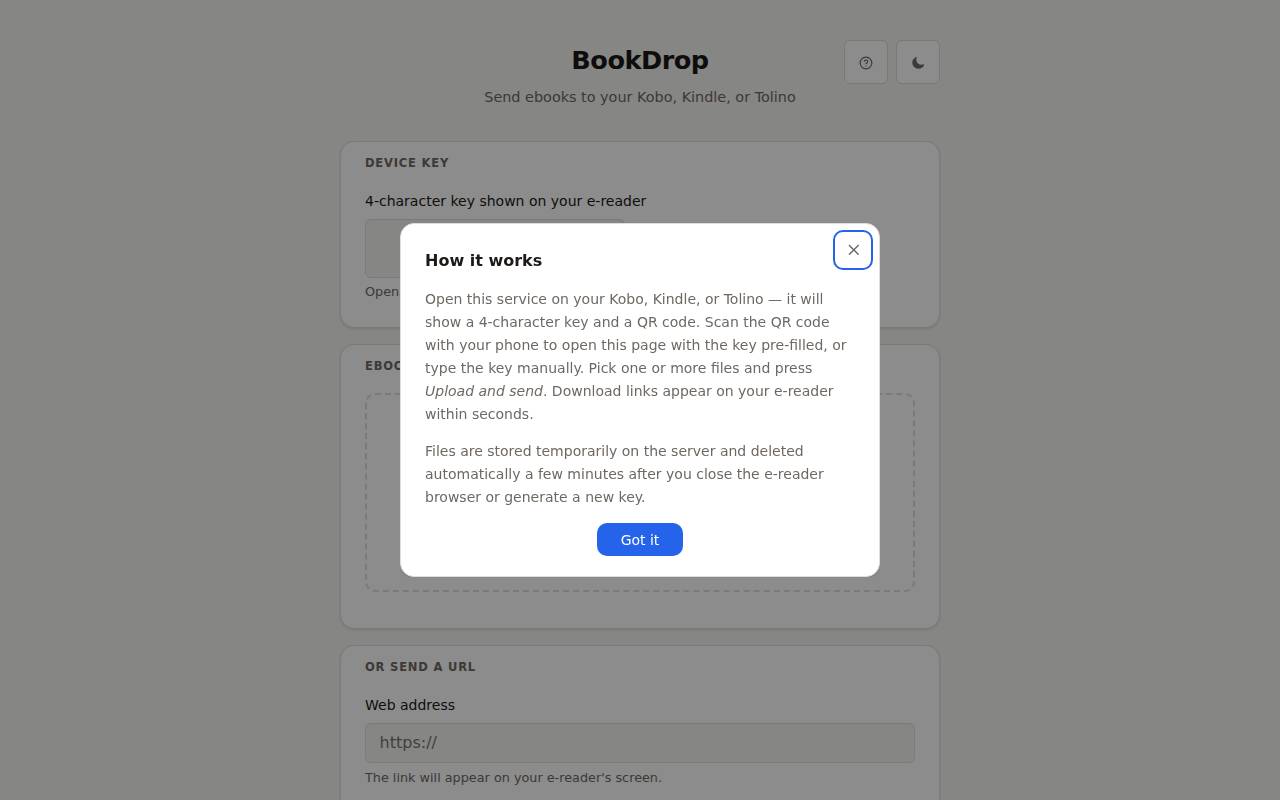 BookDrop
Send ebooks to your Kobo, Kindle, or Tolino
DEVICE KEY
4-character key shown on your e-reader
Open
How it works
Open this service on your Kobo, Kindle, or Tolino — it will
show a 4-character key and a QR code. Scan the QR code
with your phone to open this page with the key pre-filled, or
type the key manually. Pick one or more files and press
Upload and send. Download links appear on your e-reader
within seconds.
Files are stored temporarily on the server and deleted
automatically a few minutes after you close the e-reader
browser or generate a new key.
Got it
OR SEND A URL
Web address
https://
The link will appear on your e-reader's screen.